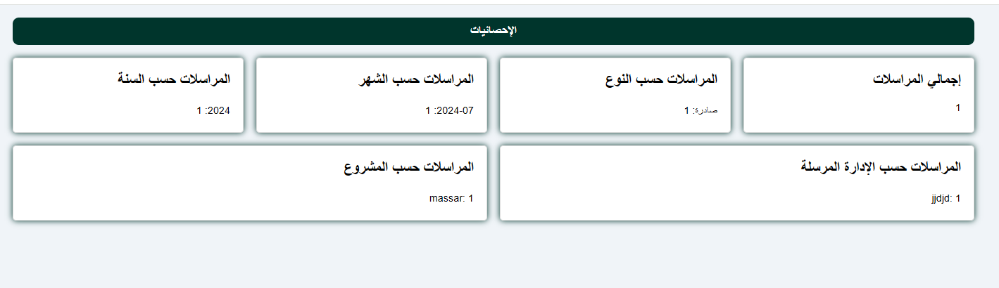 الإحصائيات
إجمالي المراسلات
1
المراسلات حسب النوع
صادرة: 1
المراسلات حسب الشهر
2024-07: 1
المراسلات حسب السنة
2024: 1
المراسلات حسب الإدارة المرسلة
jjdjd: 1
المراسلات حسب المشروع
massar: 1